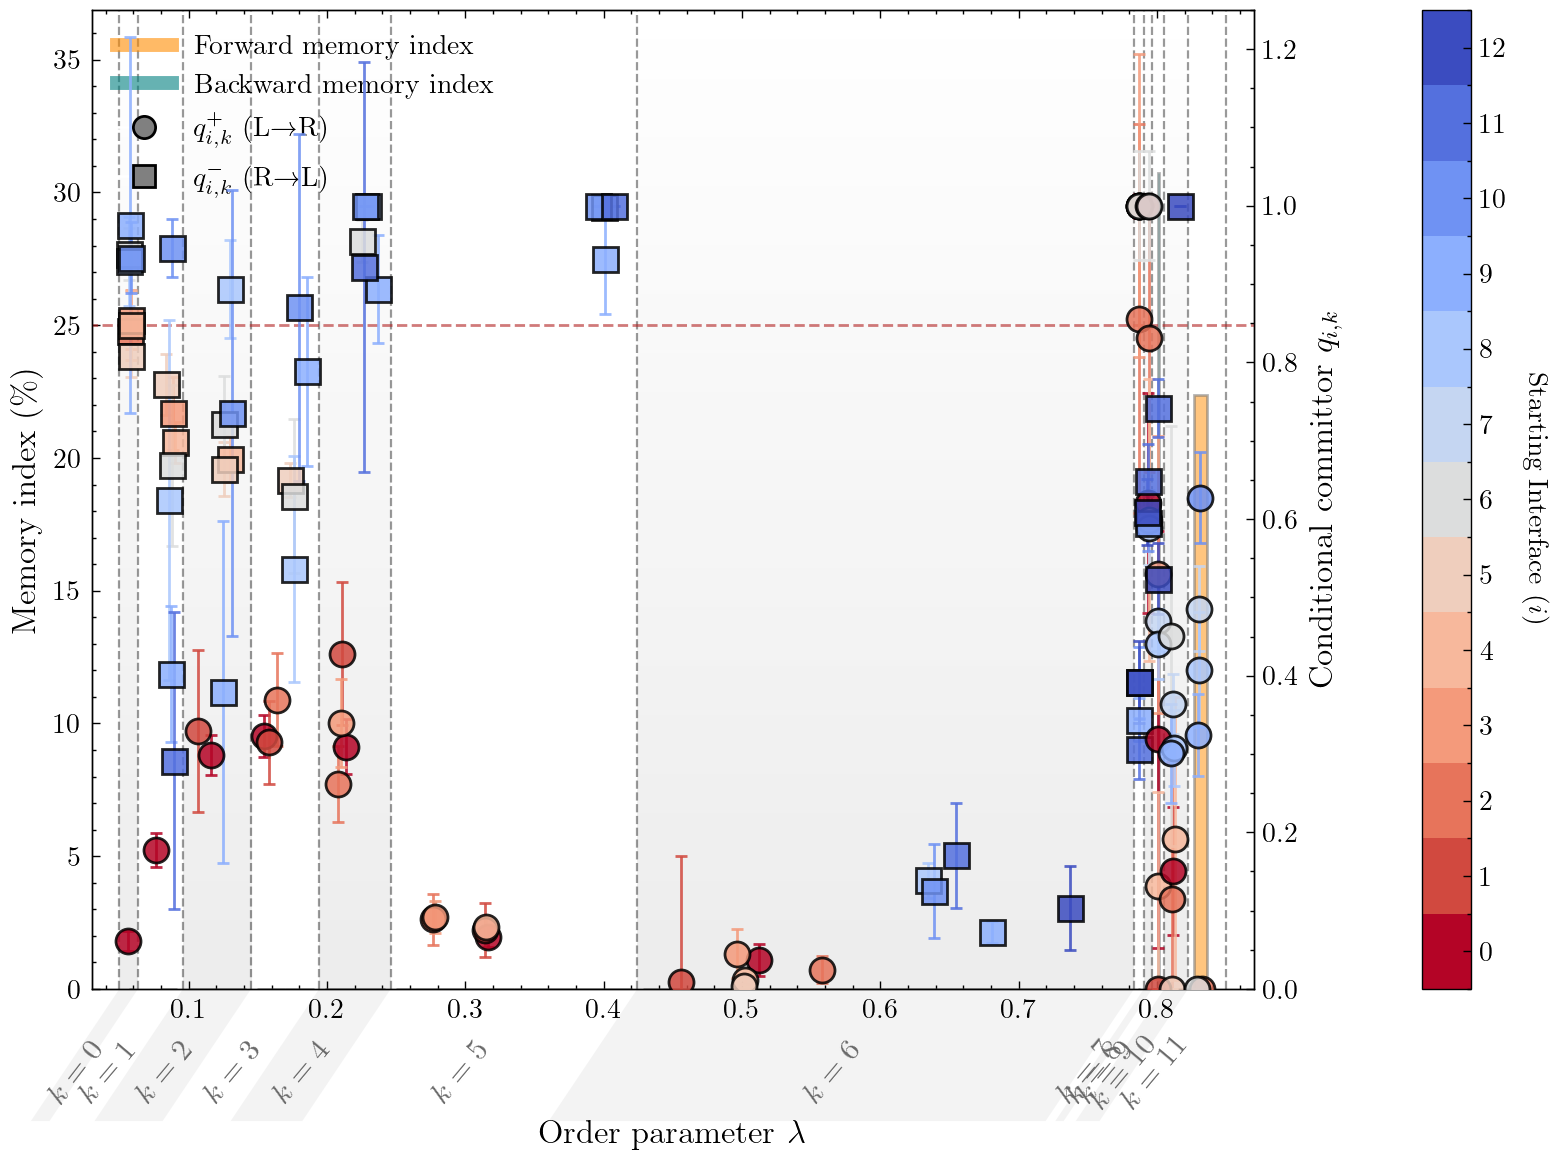 Forward memory index
Backward memory index
q⁺ᵢ,ₖ (L→R)
q⁻ᵢ,ₖ (R→L)
Memory index (%)
35
30
25
20
15
10
5
0
0.1
0.2
0.3
0.4
0.5
0.6
0.7
0.8
k = 0
k = 1
k = 2
k = 3
k = 4
k = 5
k = 6
k = 7
k = 8
k = 9
k = 10
k = 11
Order parameter λ
1.2
1.0
0.8
0.6
0.4
0.2
0.0
Conditional committor qᵢ,ₖ
12
11
10
9
8
7
6
5
4
3
2
1
0
Starting Interface (i)